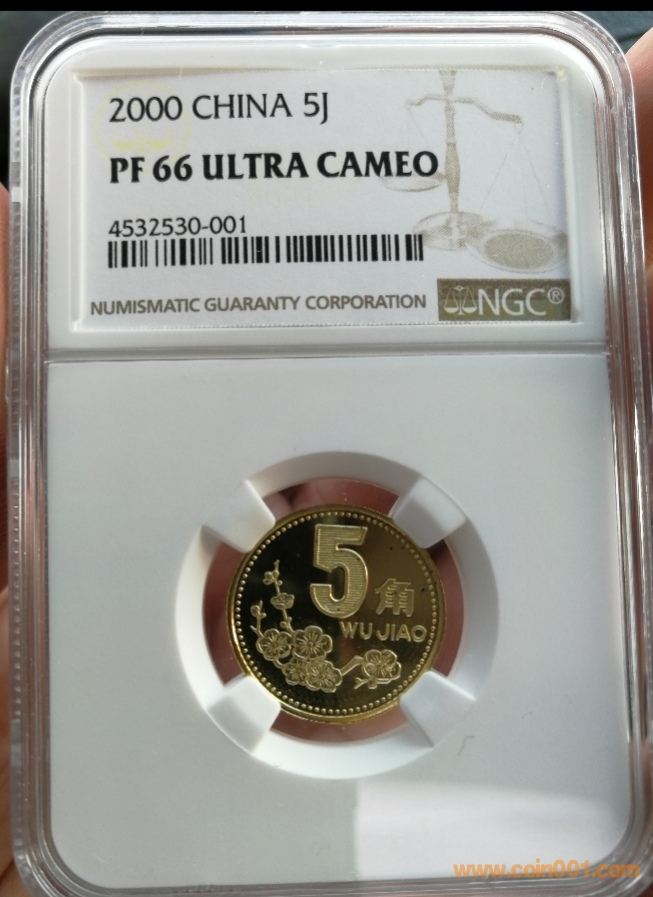 2000 CHINA 5J
PF 66 ULTRA CAMEO
4532530-001
NUMISMATIC GUARANTY CORPORATION
NGC®
5
角
WU JIAO
www.coin001.com